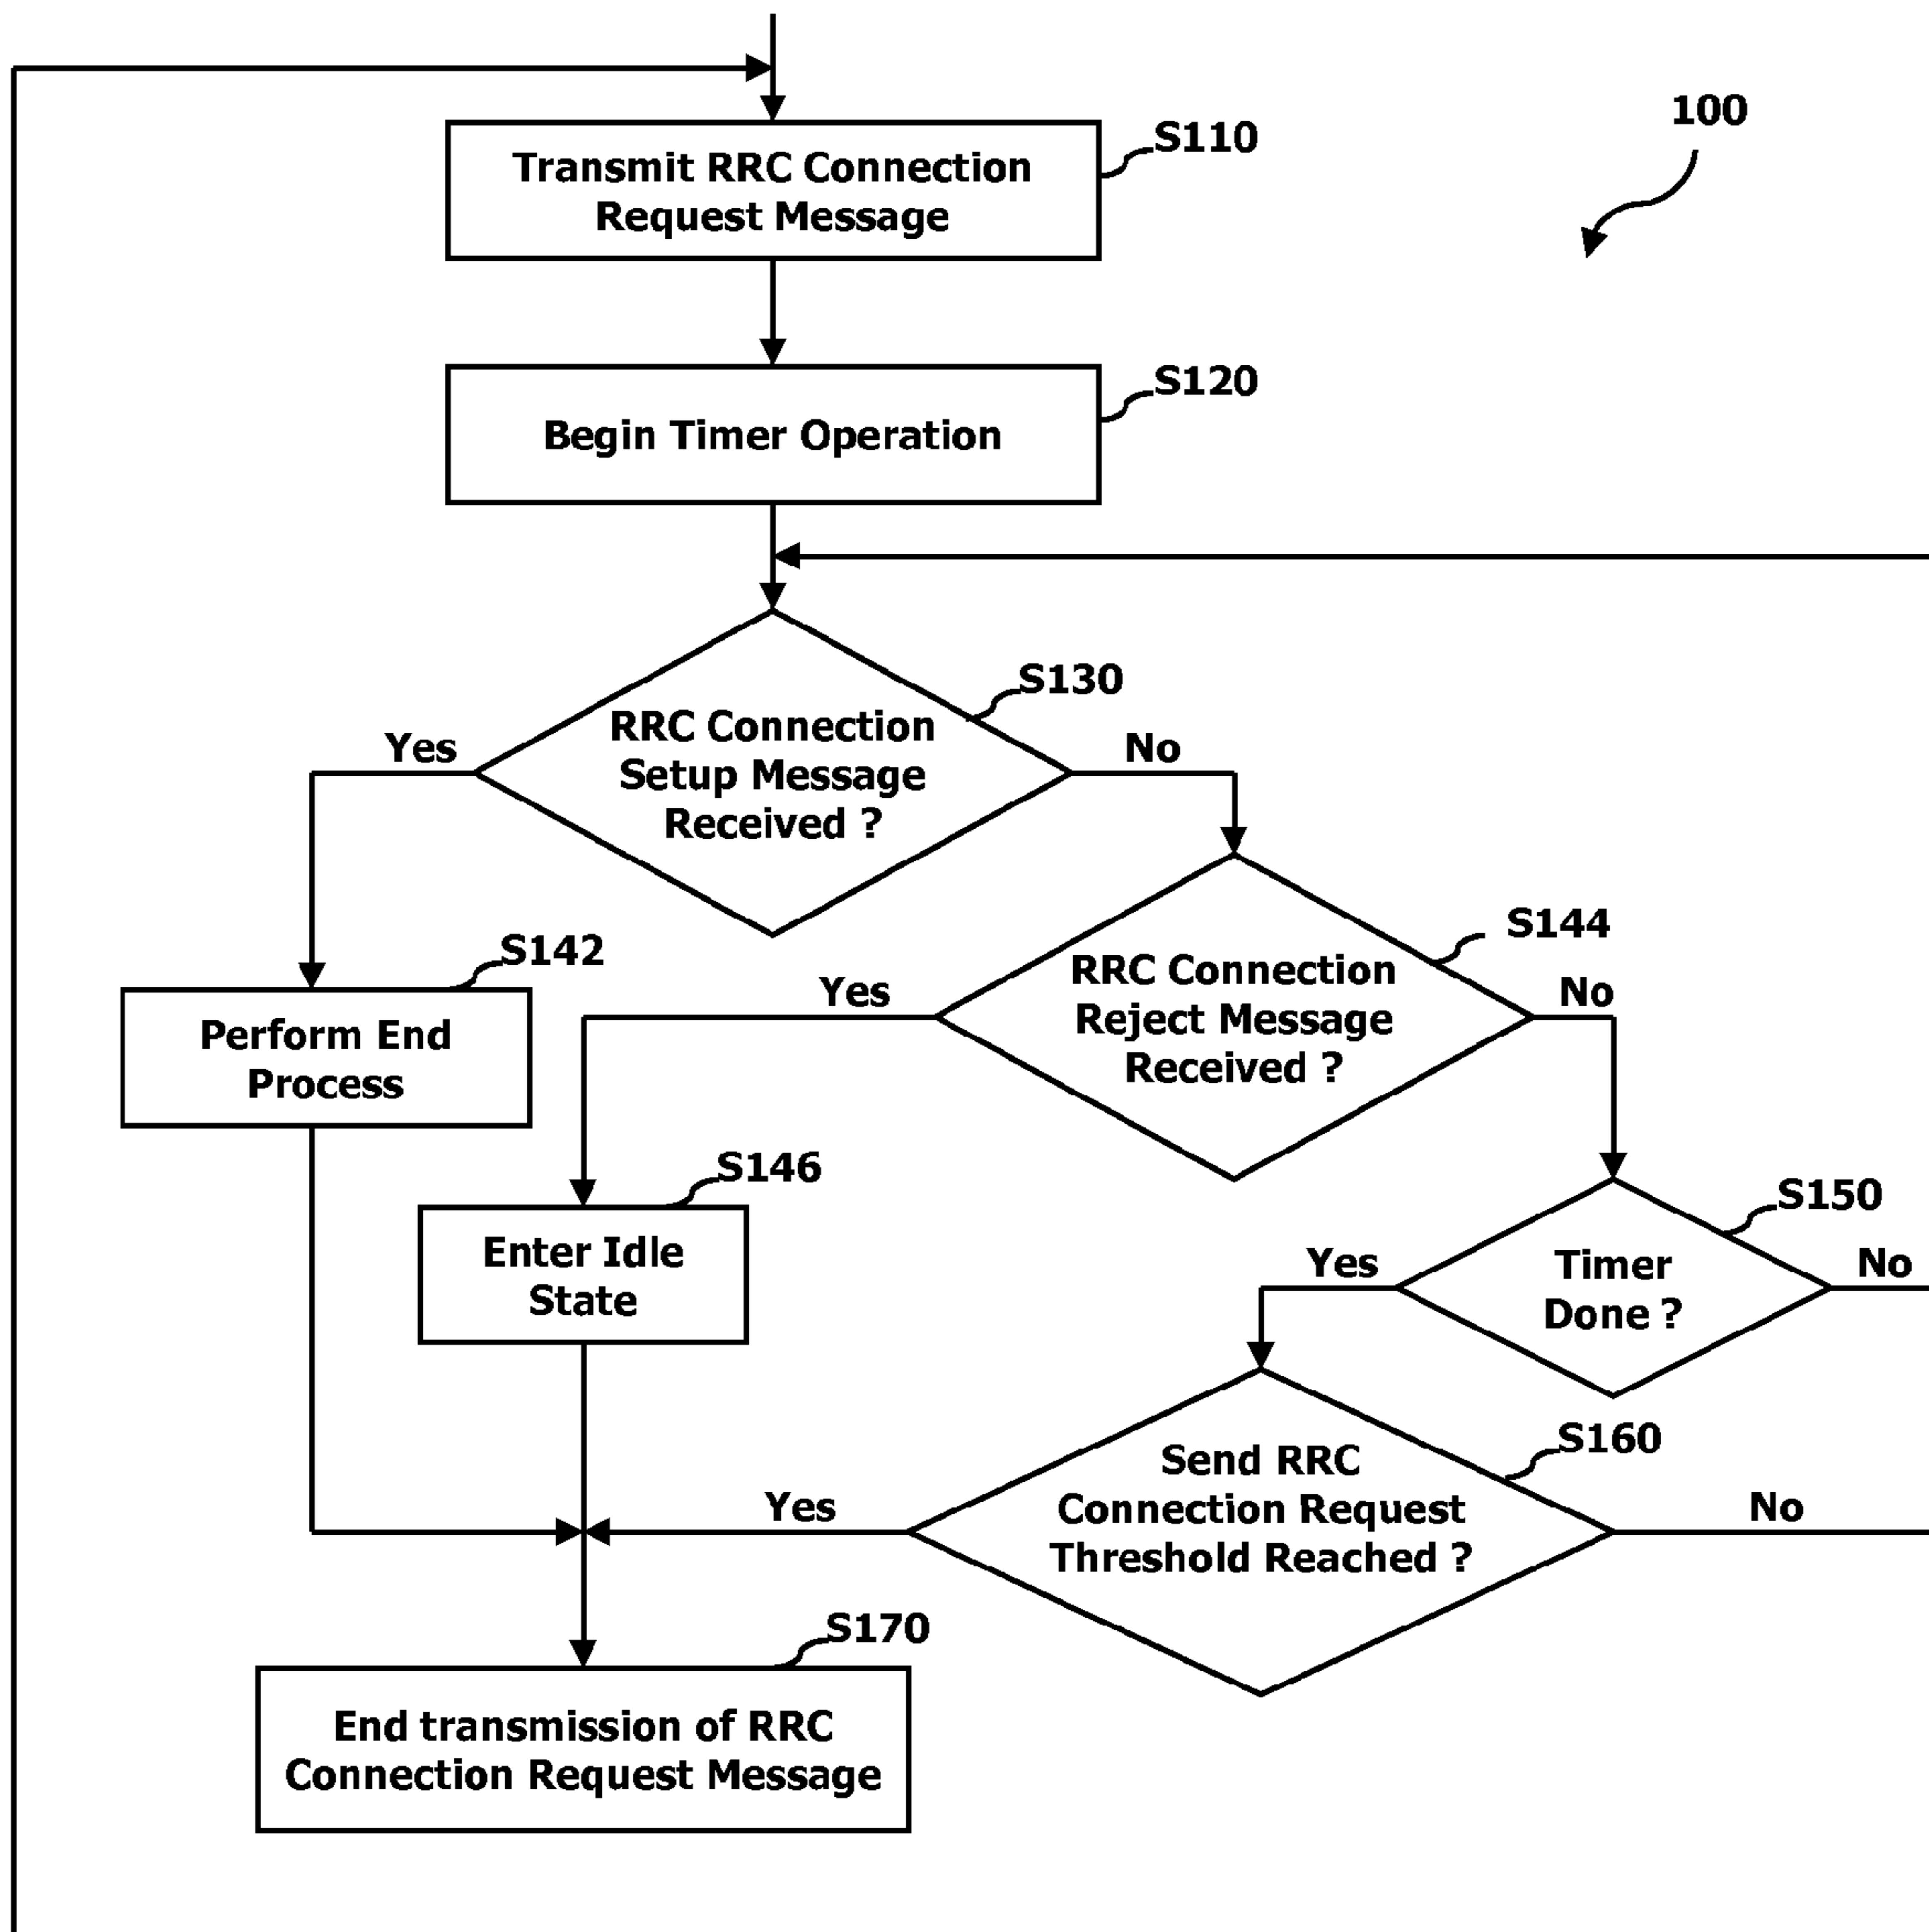 100
S110
Transmit RRC Connection
Request Message
S120
Begin Timer Operation
S130
RRC Connection
Setup Message
Received ?
Yes
No
S142
Perform End
Process
S144
RRC Connection
Reject Message
Received ?
Yes
No
S146
Enter Idle
State
S150
Timer
Done ?
Yes
No
S160
Send RRC
Connection Request
Threshold Reached ?
Yes
No
S170
End transmission of RRC
Connection Request Message